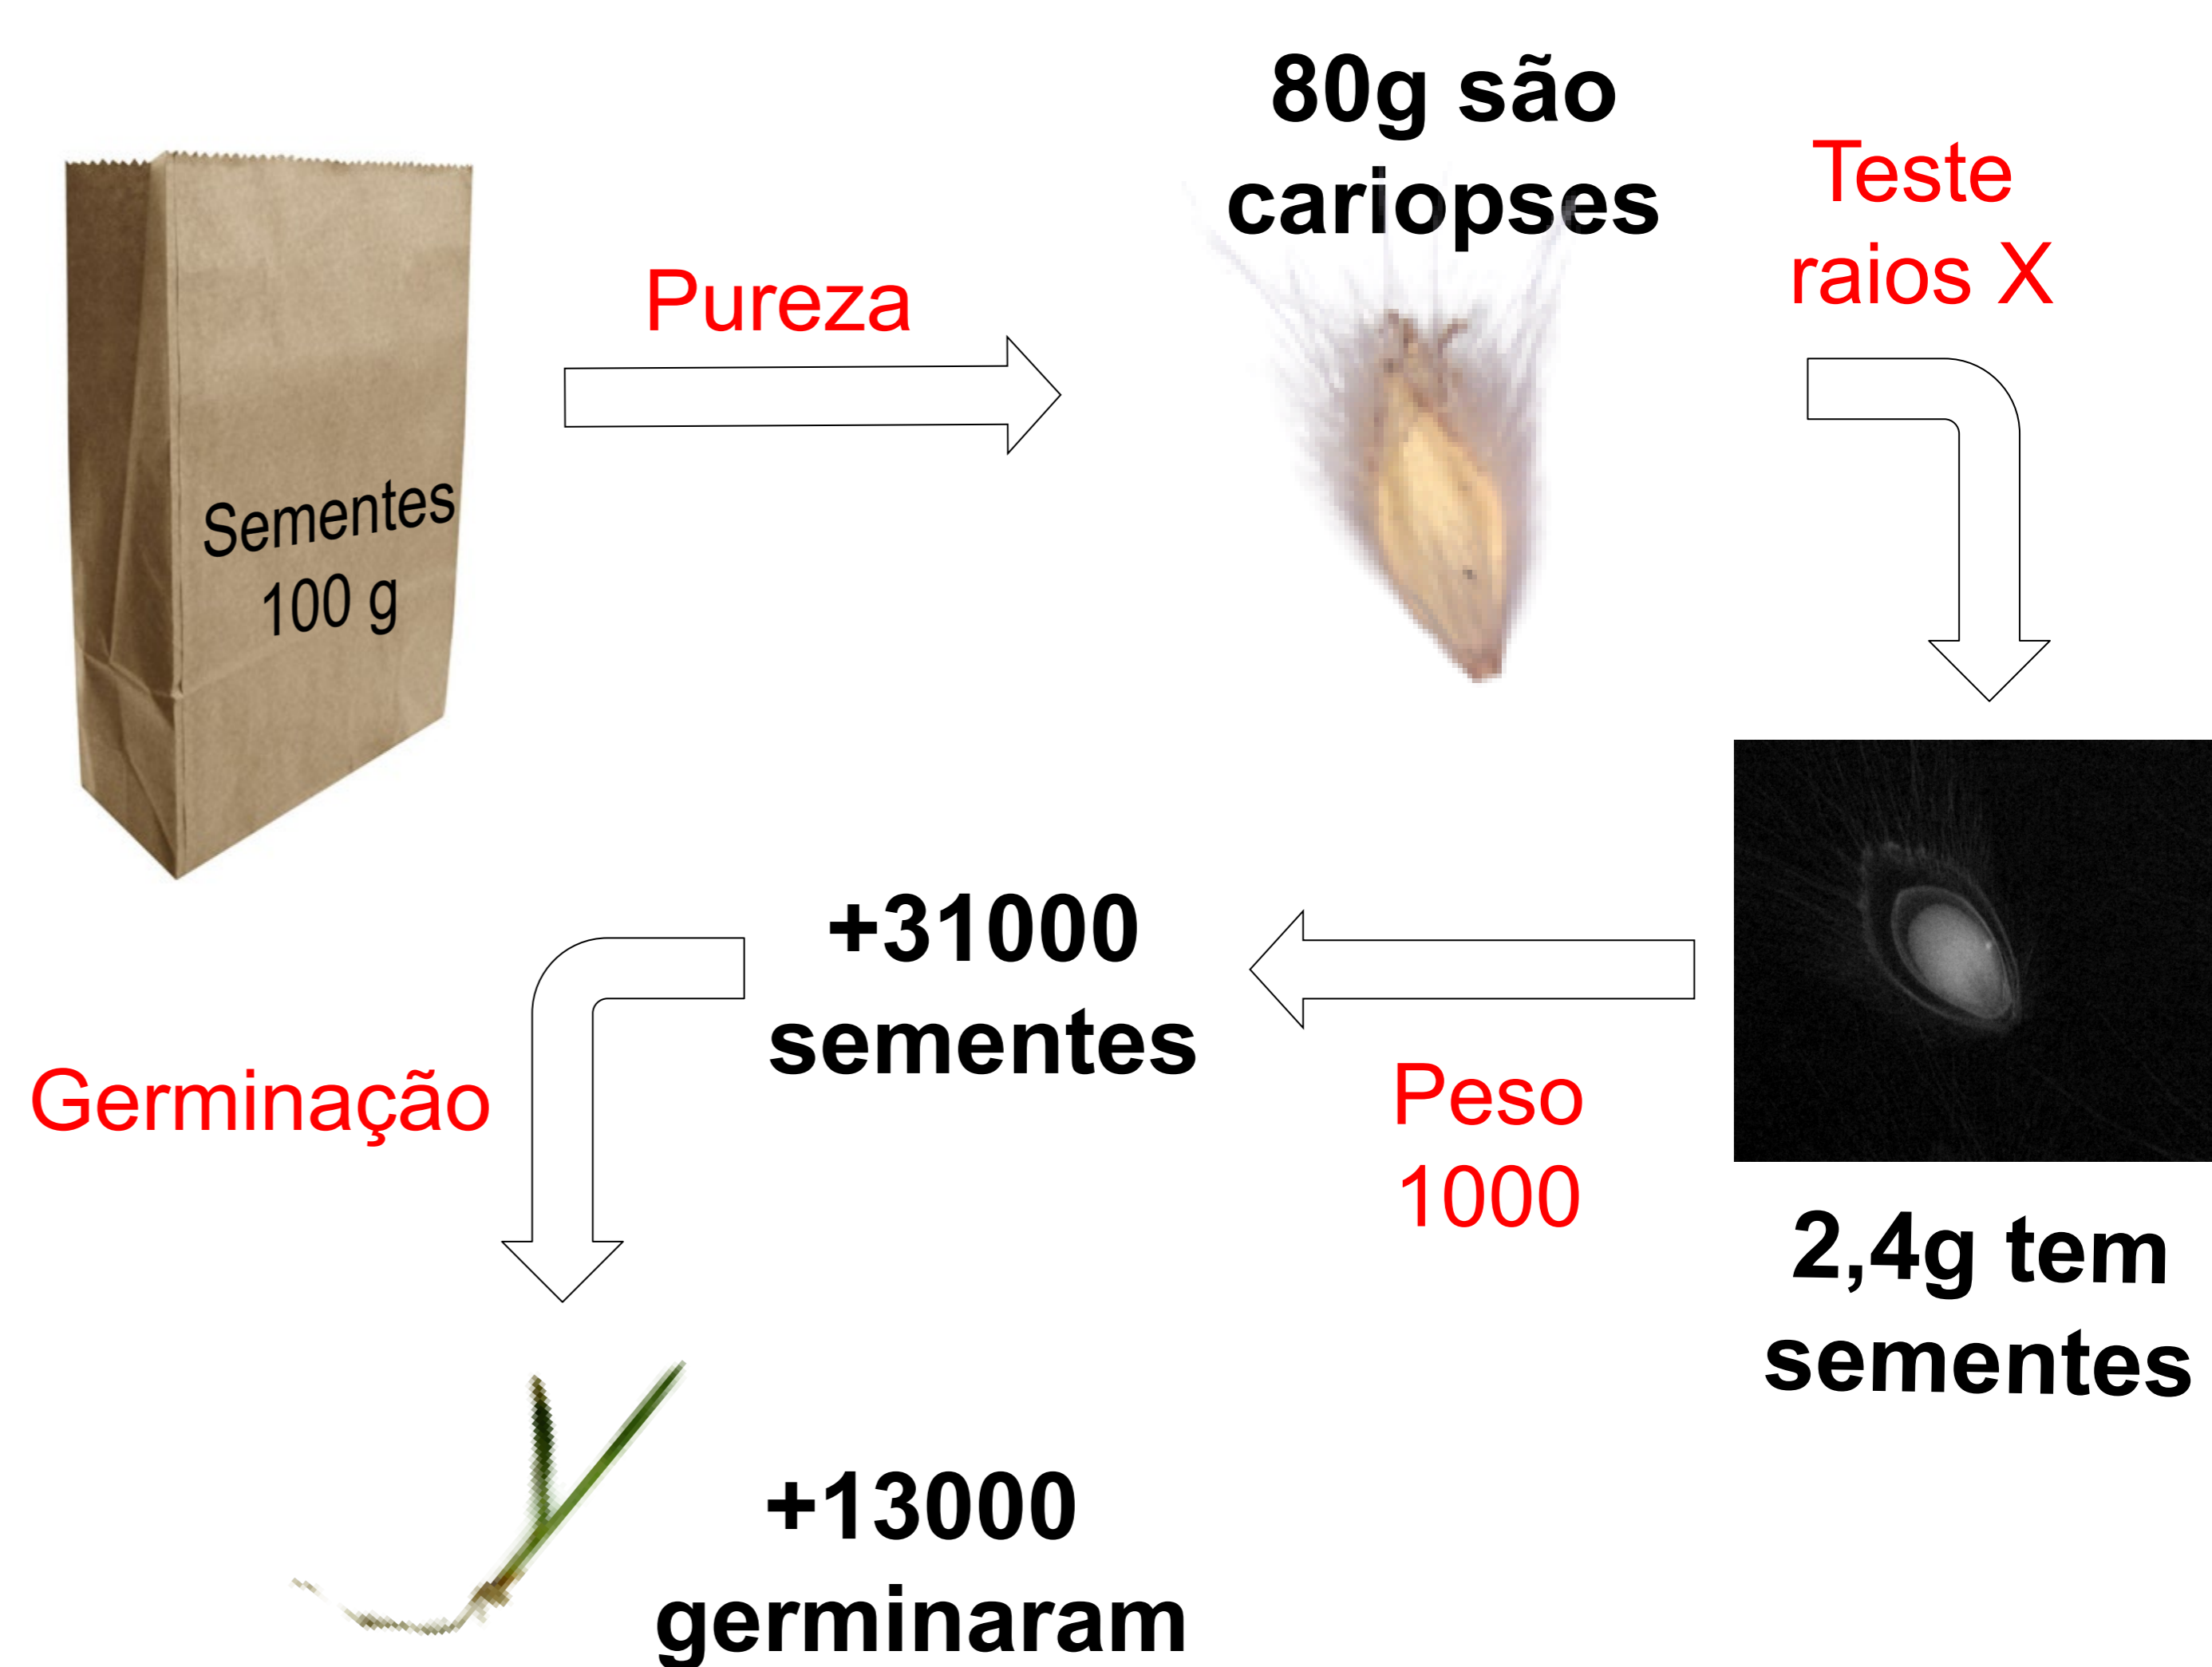 Sementes
100 g
Pureza
80g são
cariopses
Teste
raios X
2,4g tem
sementes
Peso
1000
+31000
sementes
Germinação
+13000
germinaram